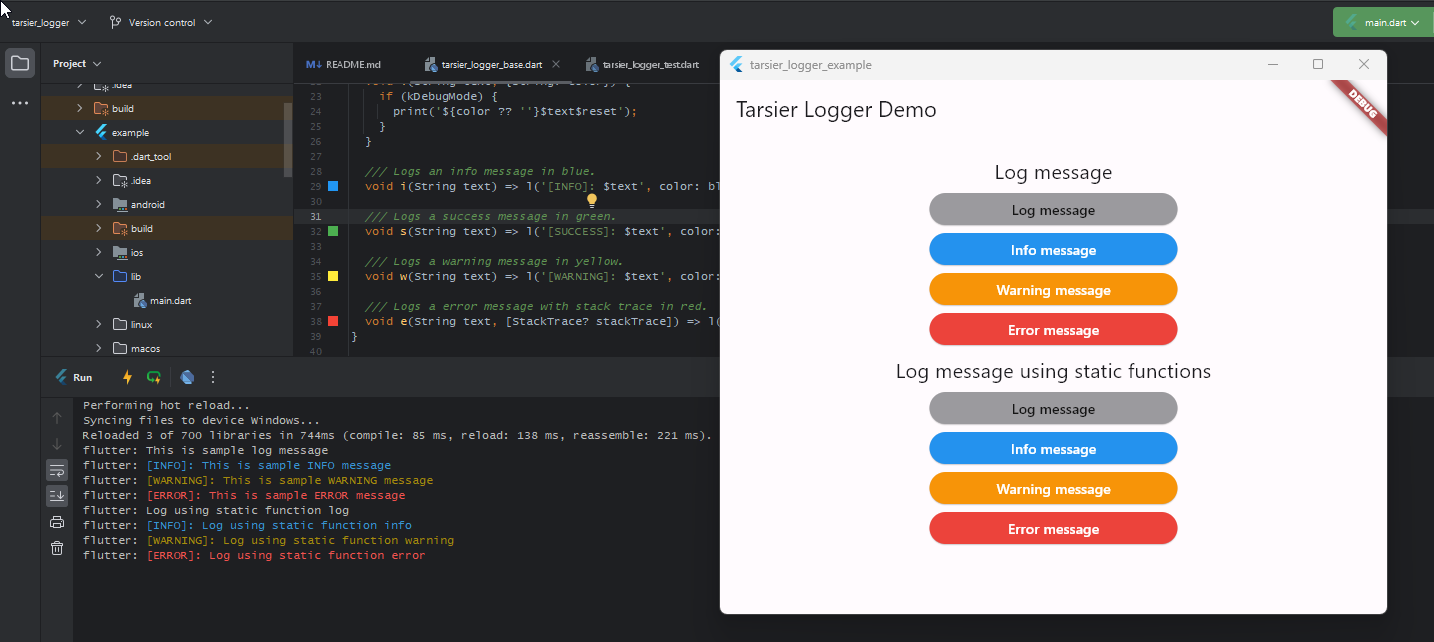 tarsier_logger
Version control
main.dart
Project
.idea
build
example
.dart_tool
.idea
android
build
ios
lib
main.dart
linux
macos
M↓ README.md
tarsier_logger_base.dart
tarsier_logger_test.dart
23 if (kDebugMode) {
24 print('${color ?? ''}$text$reset');
25 }
26 }
27
28 /// Logs an info message in blue.
29 void i(String text) => l('[INFO]: $text', color: bl
30
31 /// Logs a success message in green.
32 void s(String text) => l('[SUCCESS]: $text', color:
33
34 /// Logs a warning message in yellow.
35 void w(String text) => l('[WARNING]: $text', color:
36
37 /// Logs a error message with stack trace in red.
38 void e(String text, [StackTrace? stackTrace]) => l(
39 }
40
Run
Performing hot reload...
Syncing files to device Windows...
Reloaded 3 of 700 libraries in 744ms (compile: 85 ms, reload: 138 ms, reassemble: 221 ms).
flutter: This is sample log message
flutter: [INFO]: This is sample INFO message
flutter: [WARNING]: This is sample WARNING message
flutter: [ERROR]: This is sample ERROR message
flutter: Log using static function log
flutter: [INFO]: Log using static function info
flutter: [WARNING]: Log using static function warning
flutter: [ERROR]: Log using static function error
tarsier_logger_example
DEBUG
Tarsier Logger Demo
Log message
Log message
Info message
Warning message
Error message
Log message using static functions
Log message
Info message
Warning message
Error message